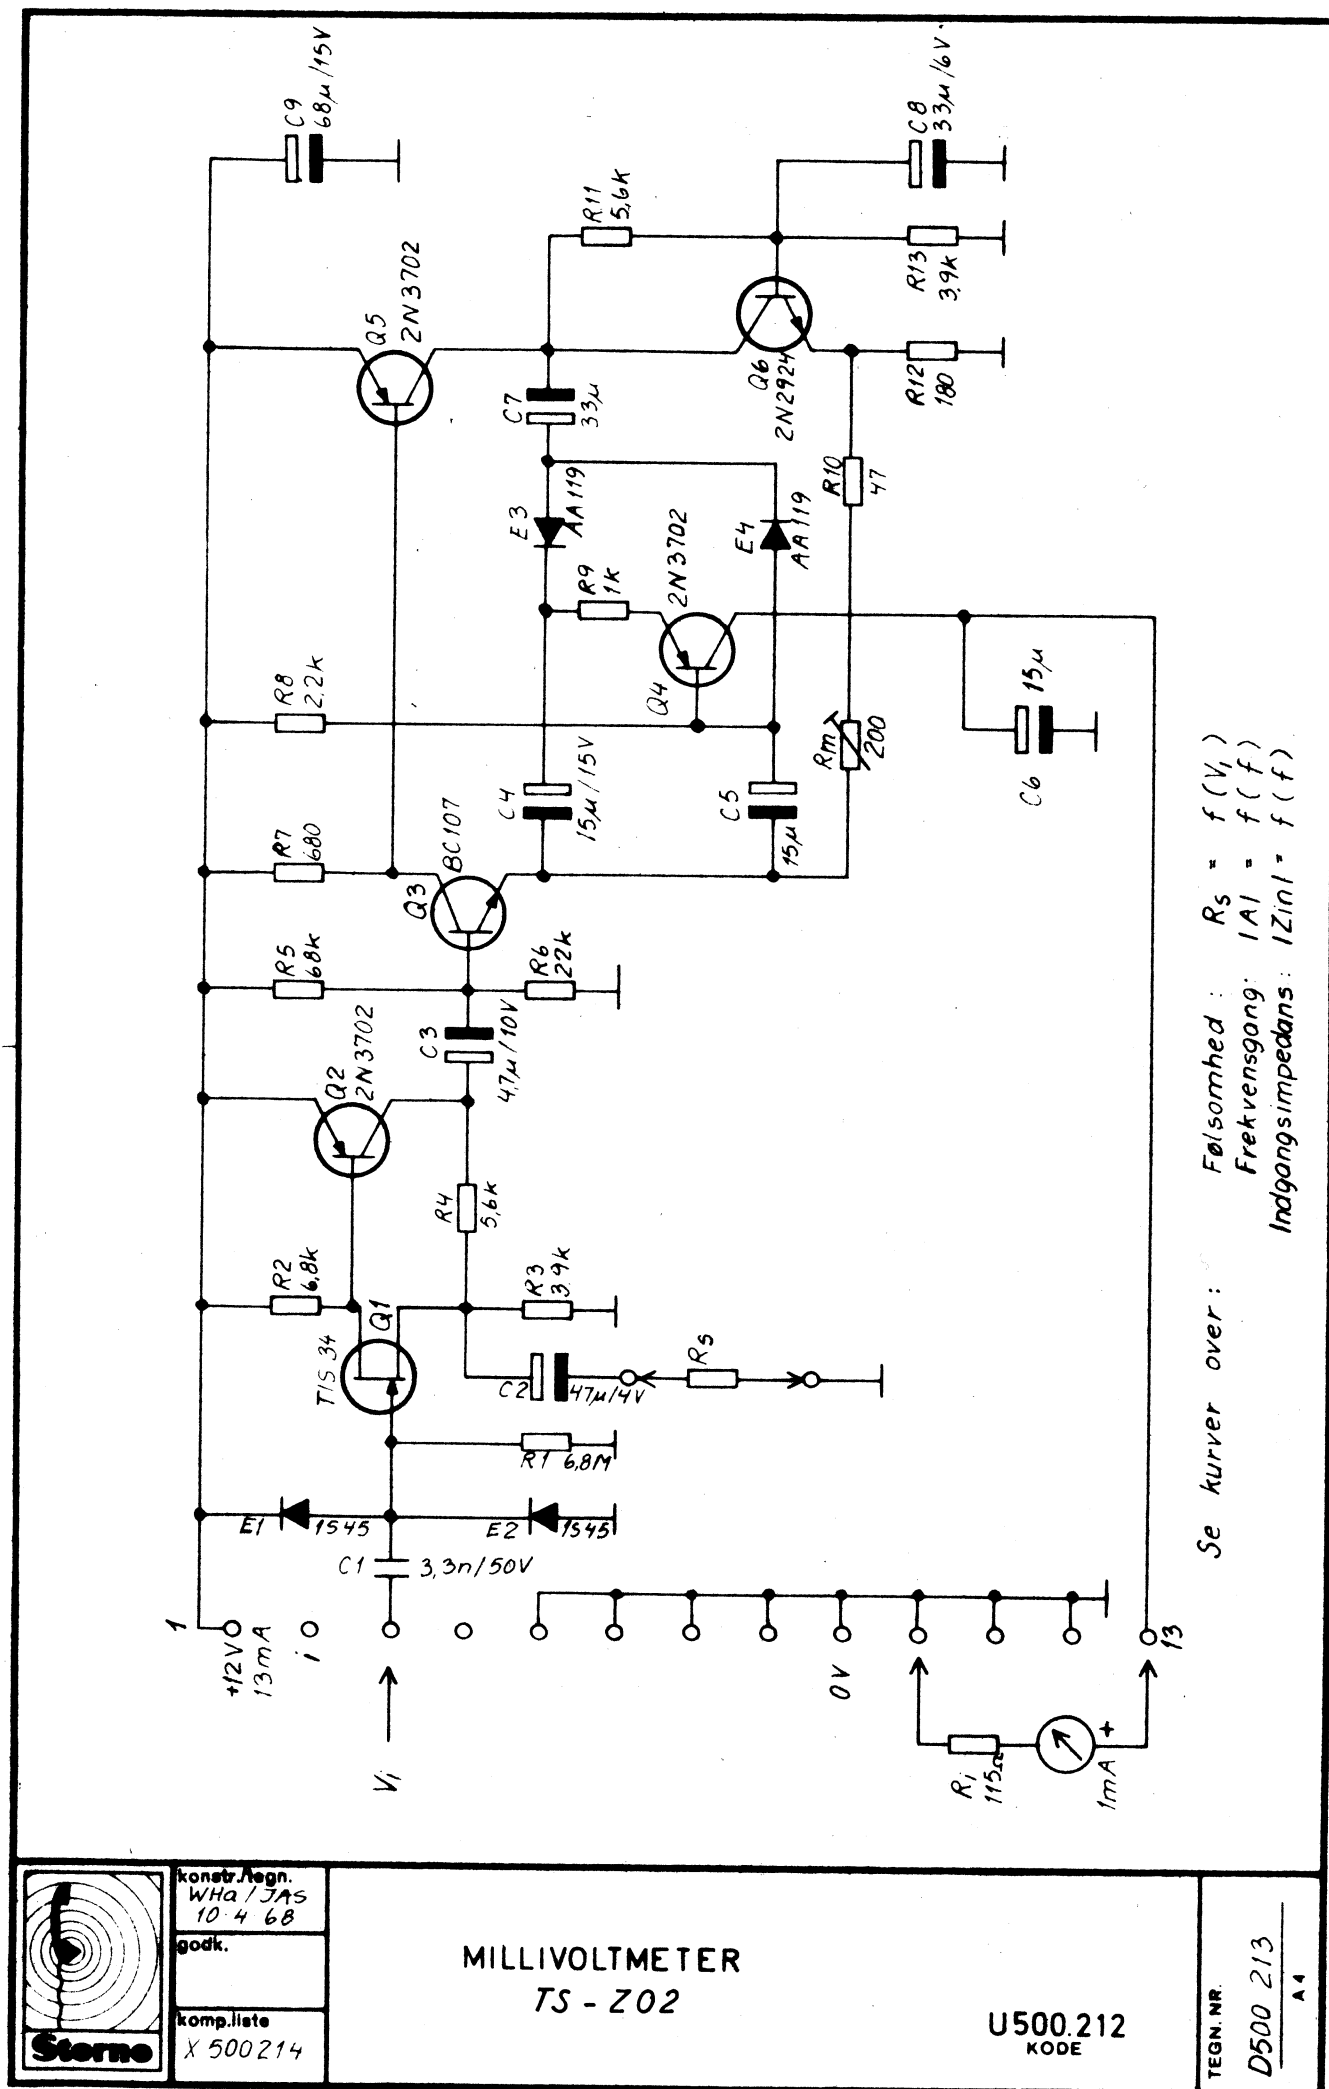 C9
68µ/15V
C8
33µ/6V
R11
5,6k
R13
3,9k
Q5
2N3702
Q6
2N2924
R12
180
C7
33µ
R10
47
E3
AA119
E4
AA119
R9
1k
2N3702
Q4
R8
2.2k
Rm
200
C6
15µ
C4
15µ/15V
C5
15µ
R7
680
BC107
Q3
R5
68k
R6
22k
C3
4,7µ/10V
Q2
2N3702
R4
5,6k
R2
6,8k
R3
3.9k
Q1
TIS 34
C2
47µ/4V
Rs
R1 6,8M
E1
1S45
E2
1S45
C1
3,3n/50V
1
+12V
13mA
i
Vi
0V
13
Ri
115Ω
1mA
+
Se kurver over:
Følsomhed : Rs = f(V1)
Frekvensgang: |A| = f(f)
Indgangsimpedans: |Zin| = f(f)
Storno
konstr./tegn.
WHa / JAS
10 4 68
godk.
komp.liste
X 500214
MILLIVOLTMETER
TS - Z02
U500.212
KODE
TEGN. NR.
D500 213
A 4